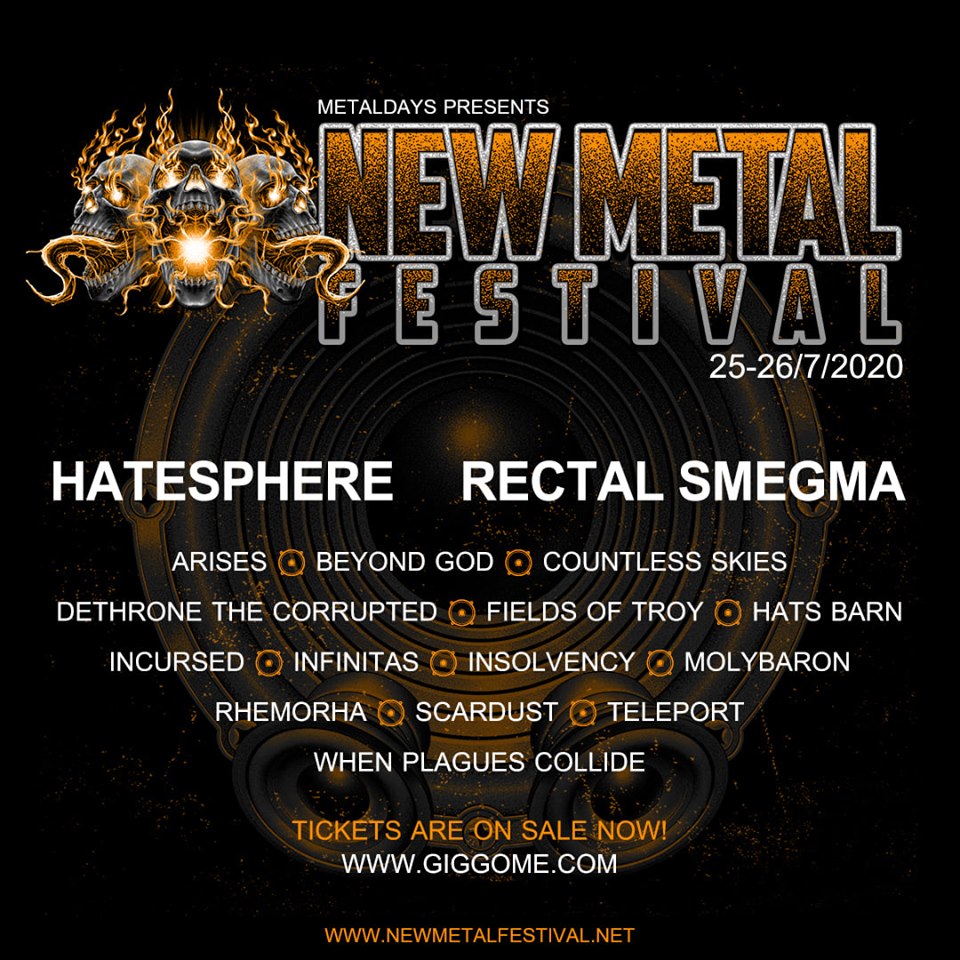 METALDAYS PRESENTS
NEW METAL
FESTIVAL
25-26/7/2020
HATESPHERE RECTAL SMEGMA
ARISES BEYOND GOD COUNTLESS SKIES
DETHRONE THE CORRUPTED FIELDS OF TROY HATS BARN
INCURSED INFINITAS INSOLVENCY MOLYBARON
RHEMORHA SCARDUST TELEPORT
WHEN PLAGUES COLLIDE
TICKETS ARE ON SALE NOW!
WWW.GIGGOME.COM
WWW.NEWMETALFESTIVAL.NET